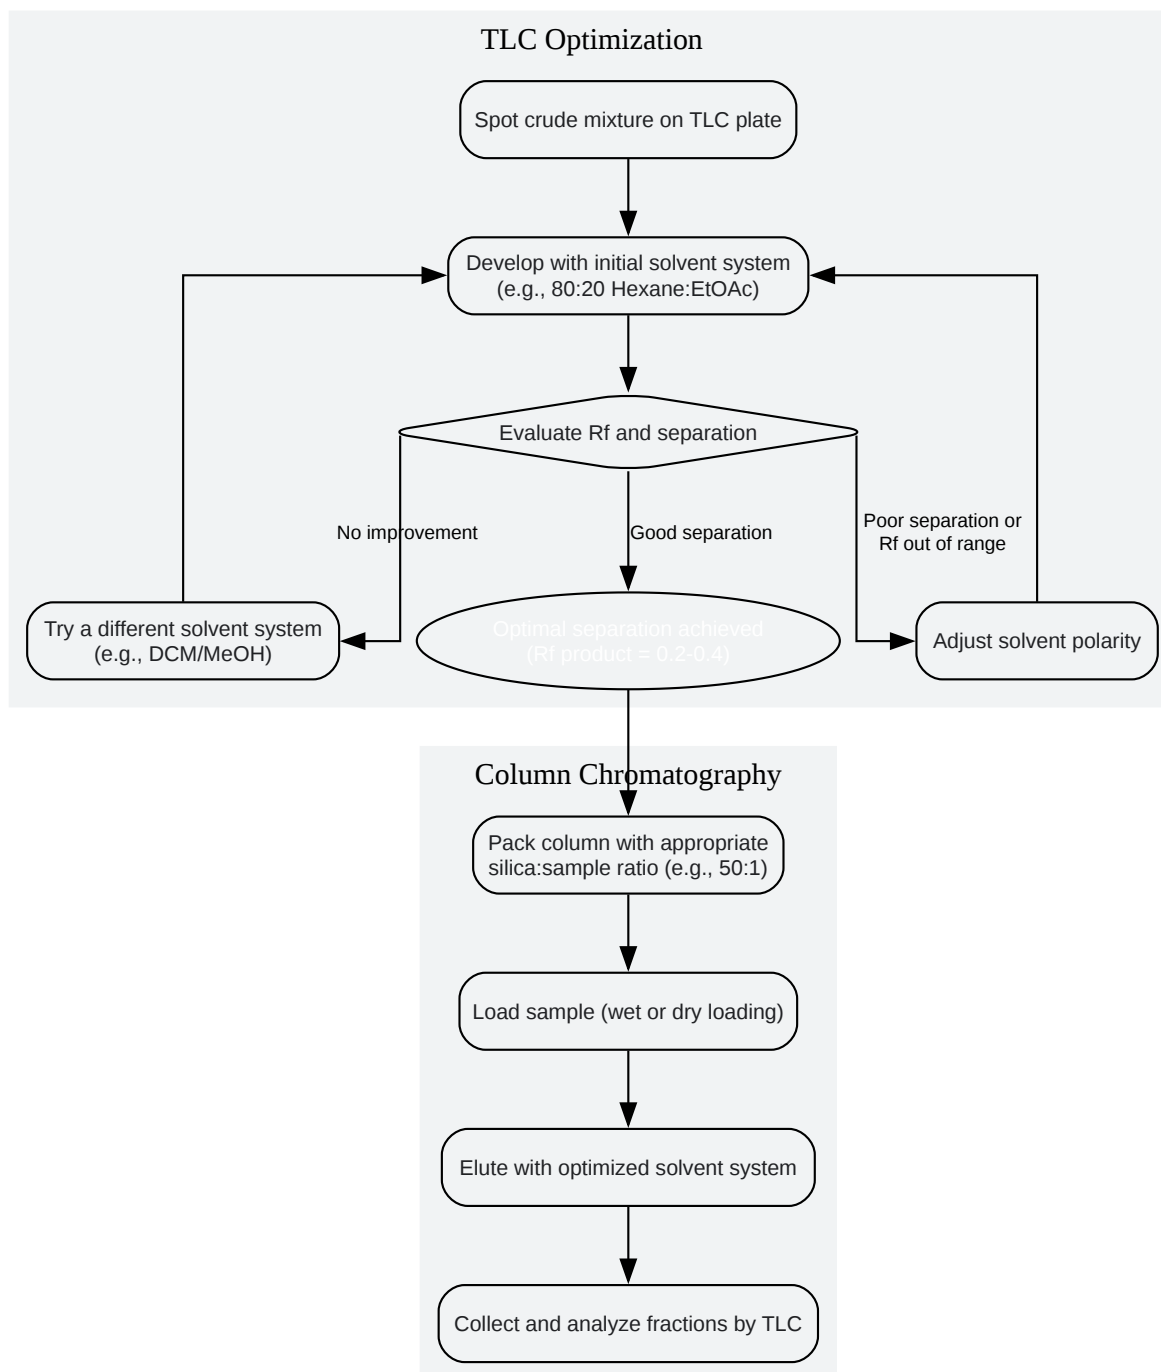 TLC Optimization
Spot crude mixture on TLC plate
Develop with initial solvent system
(e.g., 80:20 Hexane:EtOAc)
Evaluate Rf and separation
No improvement
Good separation
Poor separation or
Rf out of range
Try a different solvent system
(e.g., DCM/MeOH)
Optimal separation achieved
(Rf product = 0.2-0.4)
Adjust solvent polarity
Column Chromatography
Pack column with appropriate
silica:sample ratio (e.g., 50:1)
Load sample (wet or dry loading)
Elute with optimized solvent system
Collect and analyze fractions by TLC